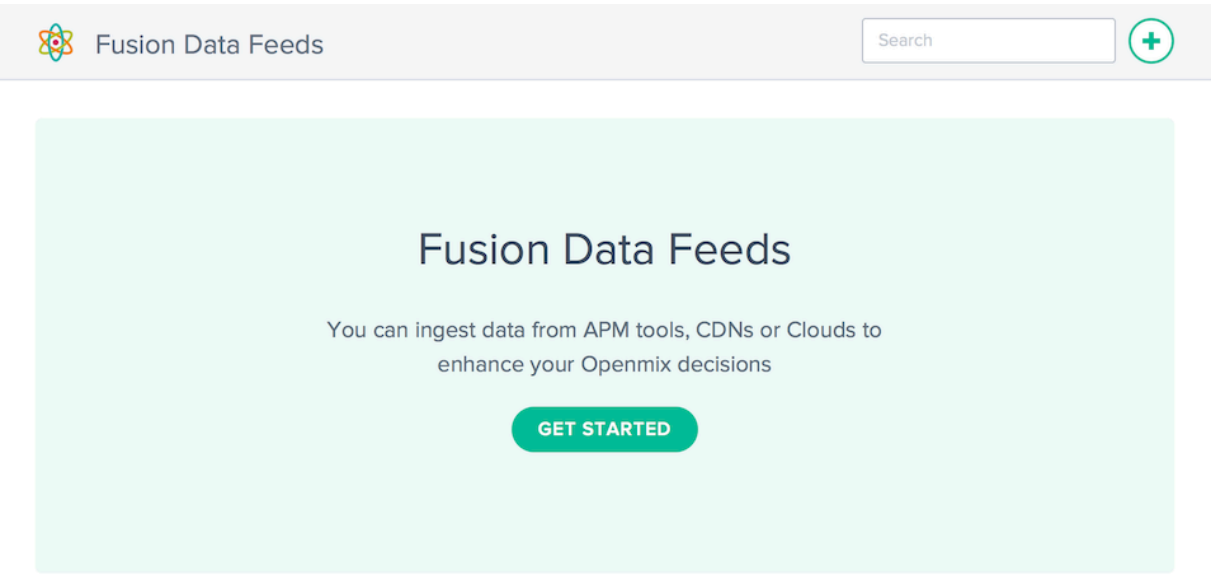 Fusion Data Feeds
Search
Fusion Data Feeds
You can ingest data from APM tools, CDNs or Clouds to
enhance your Openmix decisions
GET STARTED